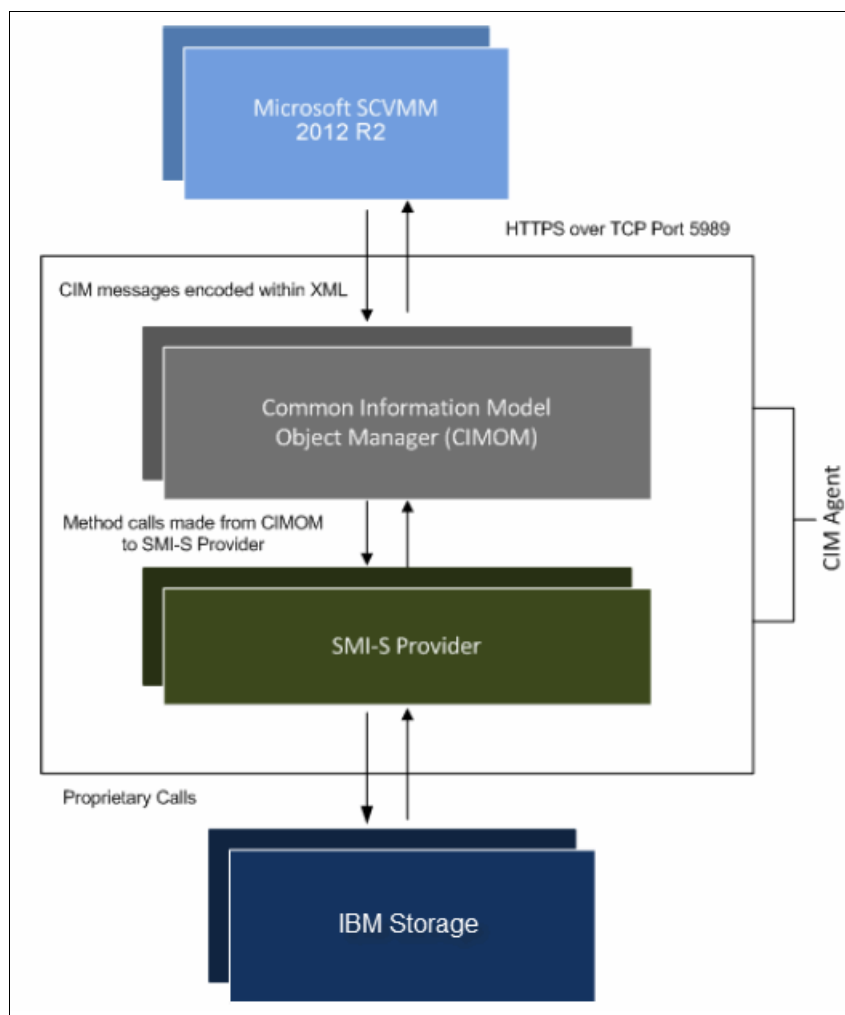 Microsoft SCVMM
2012 R2
HTTPS over TCP Port 5989
CIM messages encoded within XML
Common Information Model
Object Manager (CIMOM)
CIM Agent
Method calls made from CIMOM
to SMI-S Provider
SMI-S Provider
Proprietary Calls
IBM Storage